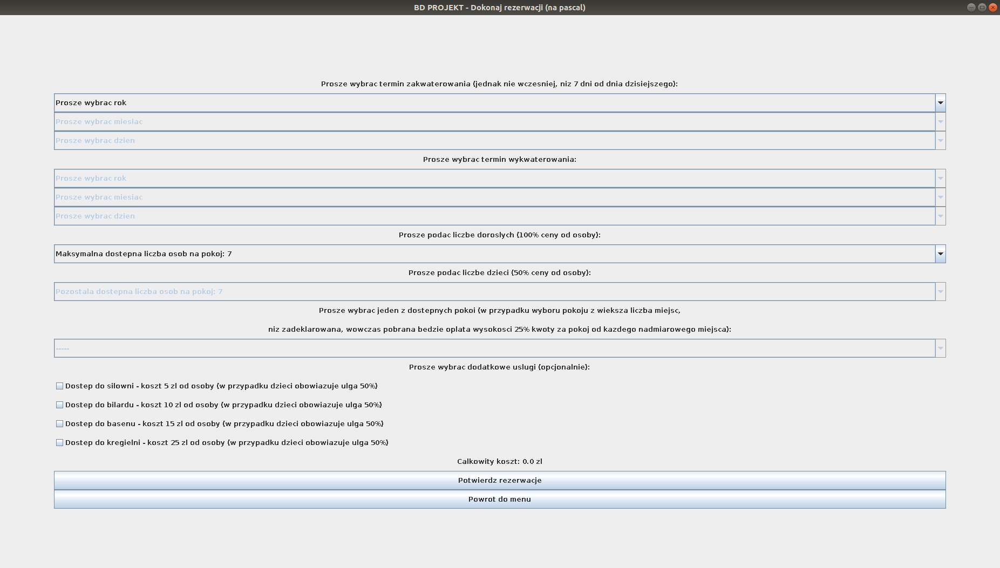 BD PROJEKT - Dokonaj rezerwacji (na pascal)
Prosze wybrac termin zakwaterowania (jednak nie wczesniej, niz 7 dni od dnia dzisiejszego):
Prosze wybrac rok
Prosze wybrac miesiac
Prosze wybrac dzien
Prosze wybrac termin wykwaterowania:
Prosze wybrac rok
Prosze wybrac miesiac
Prosze wybrac dzien
Prosze podac liczbe doroslych (100% ceny od osoby):
Maksymalna dostepna liczba osob na pokoj: 7
Prosze podac liczbe dzieci (50% ceny od osoby):
Pozostala dostepna liczba osob na pokoj: 7
Prosze wybrac jeden z dostepnych pokoi (w przypadku wyboru pokoju z wieksza liczba miejsc,
niz zadeklarowana, wowczas pobrana bedzie oplata wysokosci 25% kwoty za pokoj od kazdego nadmiarowego miejsca):
-----
Prosze wybrac dodatkowe uslugi (opcjonalnie):
Dostep do silowni - koszt 5 zl od osoby (w przypadku dzieci obowiazuje ulga 50%)
Dostep do bilardu - koszt 10 zl od osoby (w przypadku dzieci obowiazuje ulga 50%)
Dostep do basenu - koszt 15 zl od osoby (w przypadku dzieci obowiazuje ulga 50%)
Dostep do kregielni - koszt 25 zl od osoby (w przypadku dzieci obowiazuje ulga 50%)
Calkowity koszt: 0.0 zl
Potwierdz rezerwacje
Powrot do menu